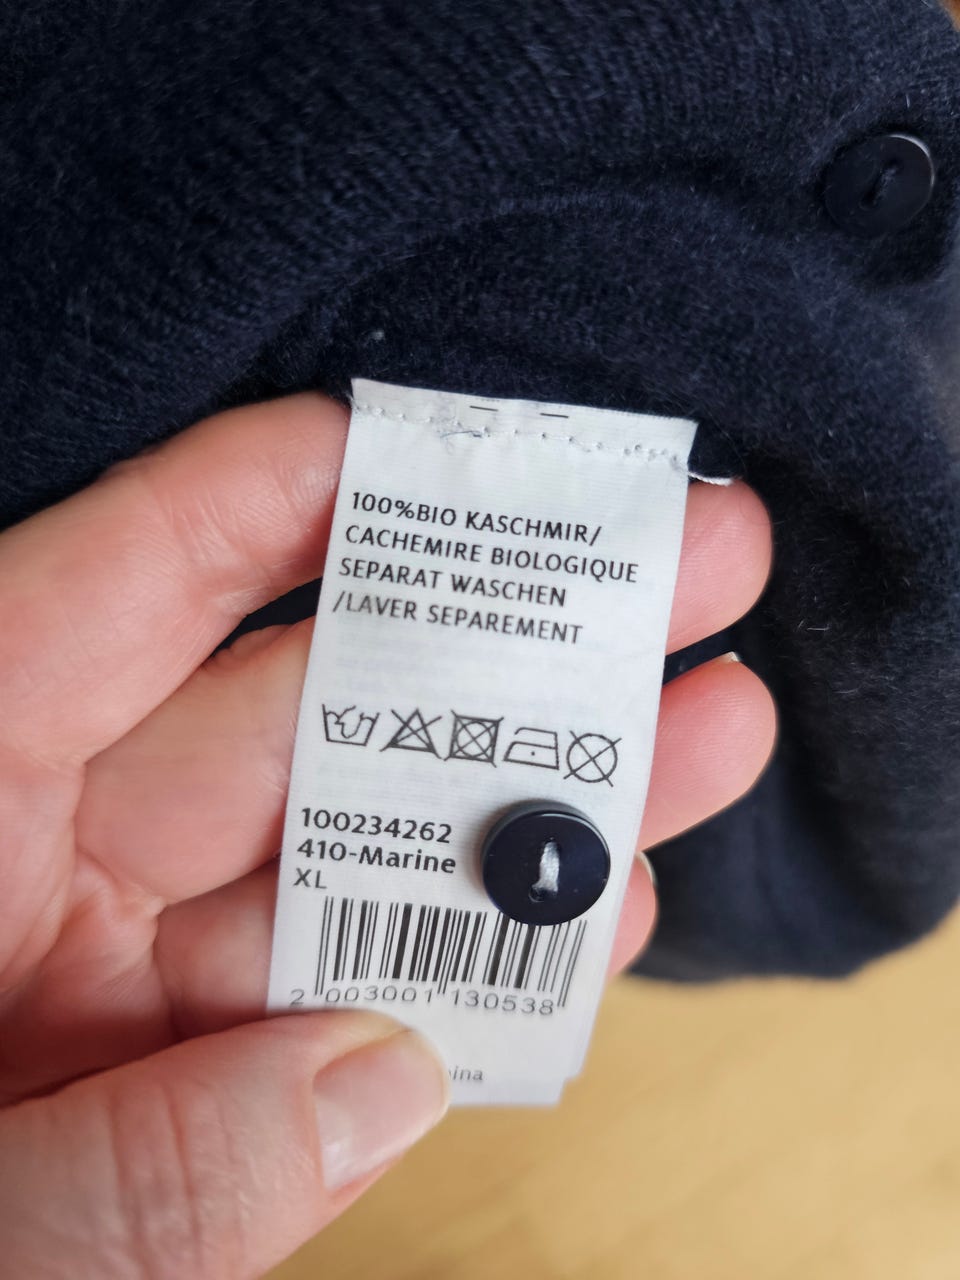 100%BIO KASCHMIR/
CACHEMIRE BIOLOGIQUE
SEPARAT WASCHEN
/LAVER SEPAREMENT
100234262
410-Marine
XL
2 003001 130538